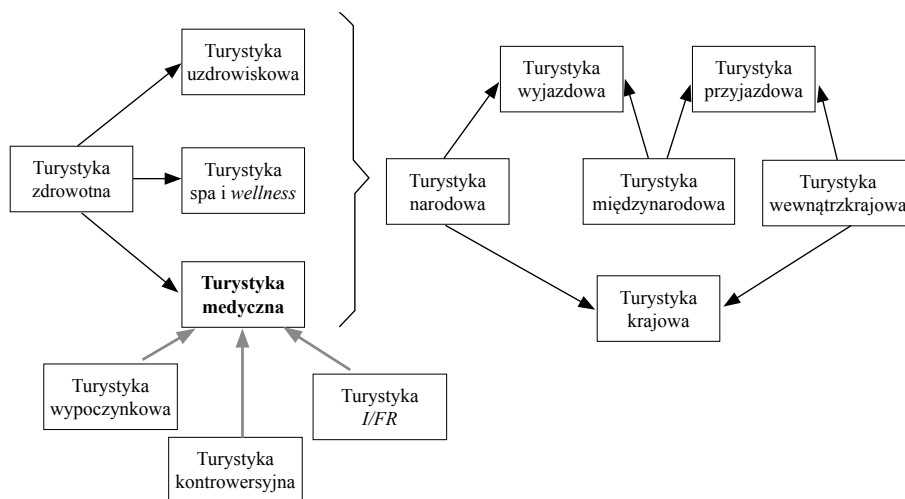 Turystyka
uzdrowiskowa
Turystyka
zdrowotna
Turystyka
spa i wellness
Turystyka
medyczna
Turystyka
wypoczynkowa
Turystyka
kontrowersyjna
Turystyka
I/FR
Turystyka
wyjazdowa
Turystyka
przyjazdowa
Turystyka
narodowa
Turystyka
międzynarodowa
Turystyka
wewnątrzkrajowa
Turystyka
krajowa